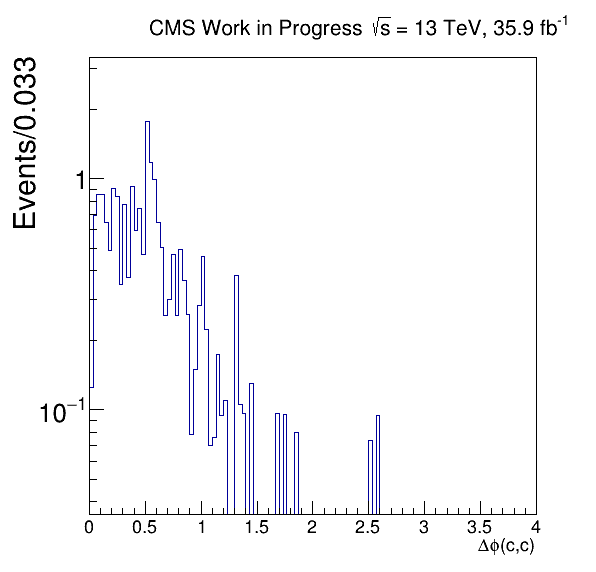 CMS Work in Progress √s = 13 TeV, 35.9 fb⁻¹
Events/0.033
1
10⁻¹
0 0.5 1 1.5 2 2.5 3 3.5 4
Δϕ(c,c)